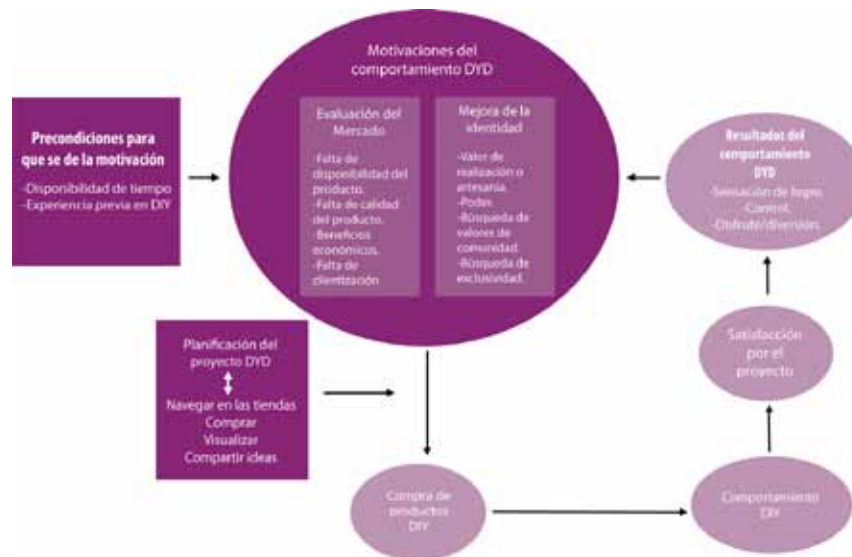 Motivaciones del
comportamiento DYD
Evaluación del
Mercado
-Falta de
disponibilidad del
producto.
-Falta de calidad
del producto.
-Beneficios
económicos.
-Falta de
clientización
Mejora de la
identidad
-Valor de
realización o
artesanía.
-Poder.
-Búsqueda de
valores de
comunidad.
-Búsqueda de
exclusividad.
Precondiciones para
que se de la motivación
-Disponibilidad de tiempo
-Experiencia previa en DIY
Resultados del
comportamiento
DYD
-Sensación de logro.
-Control.
-Disfrute/diversión.
Planificación del
proyecto DYD
Navegar en las tiendas
Comprar
Visualizar
Compartir ideas
Satisfacción
por el
proyecto
Compra de
productos
DIY
Comportamiento
DIY